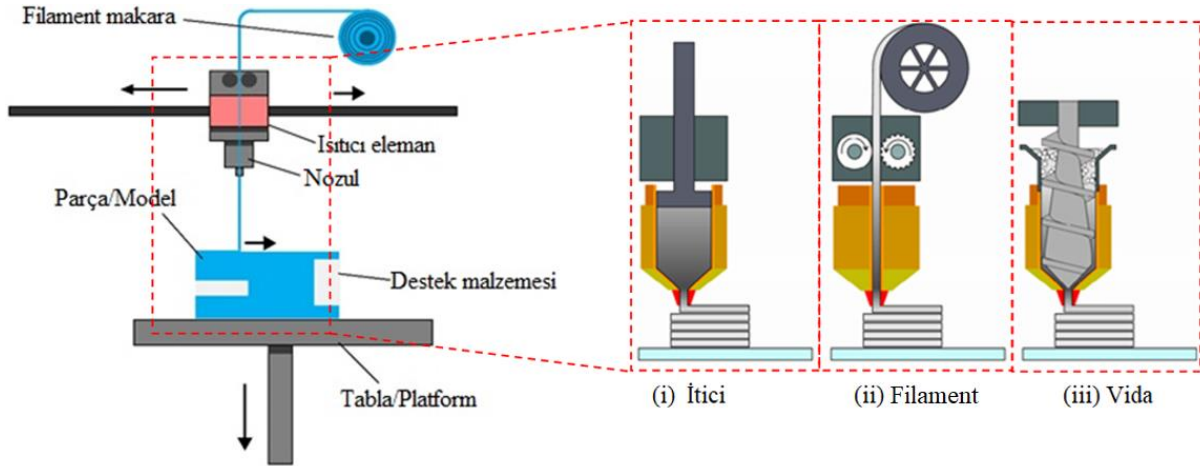 Filament makara
Isıtıcı eleman
Nozul
Parça/Model
Destek malzemesi
Tabla/Platform
(i) İtici
(ii) Filament
(iii) Vida